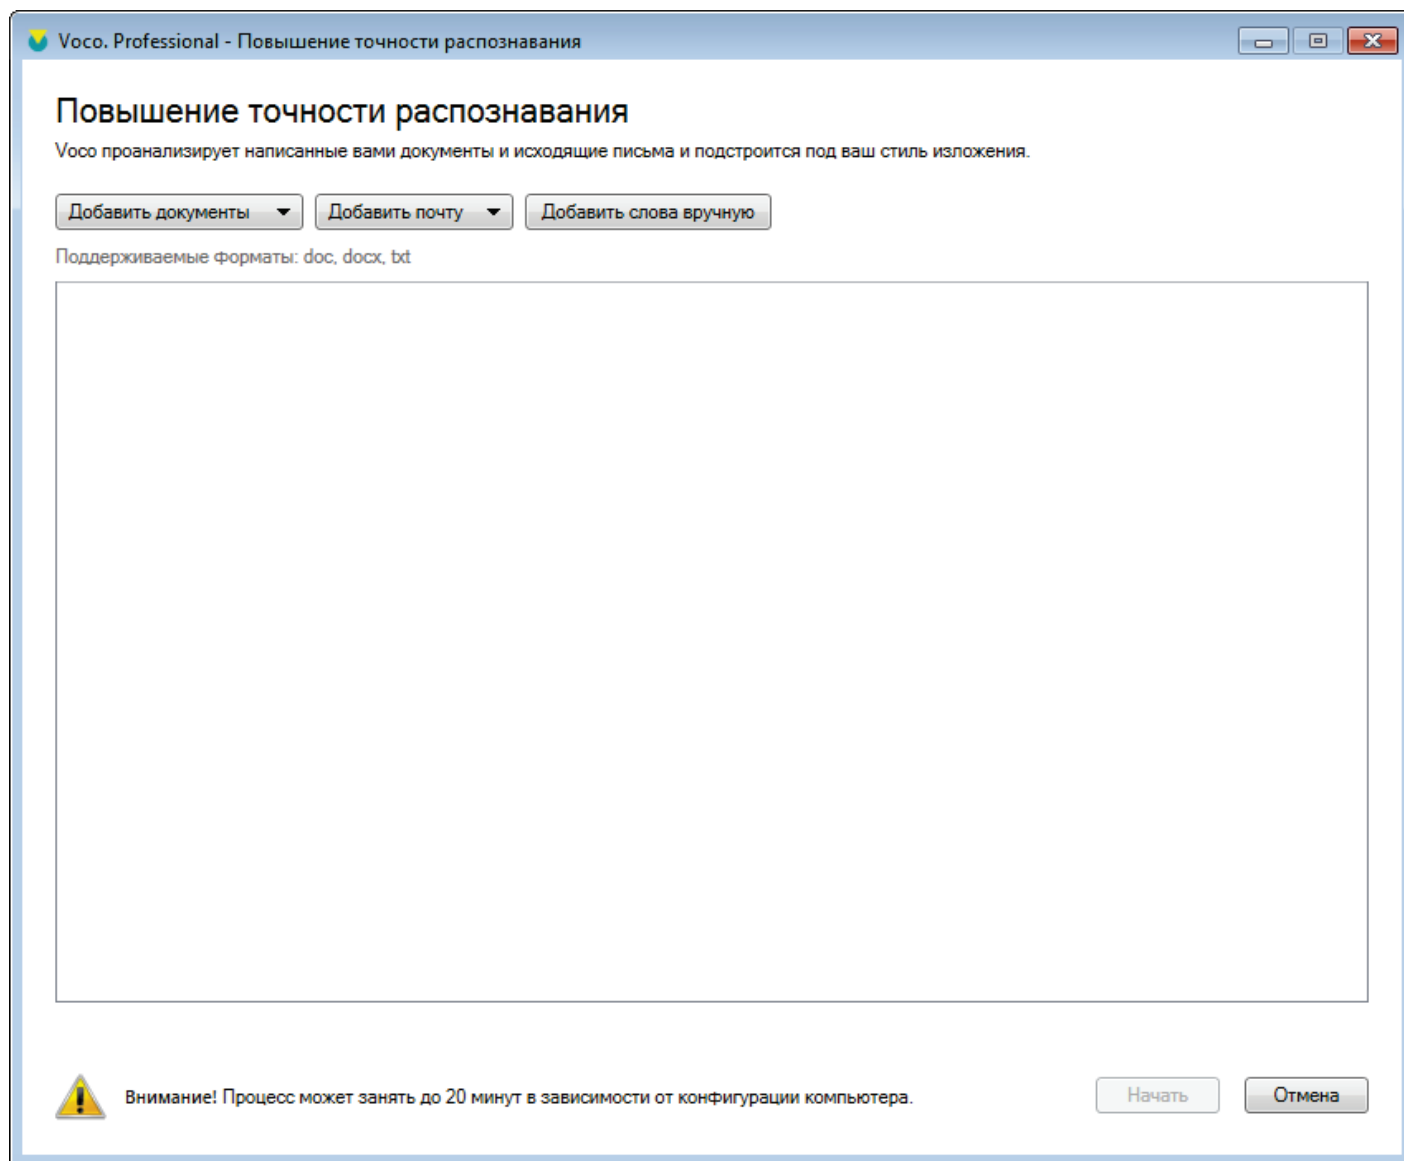 Voco. Professional - Повышение точности распознавания
Повышение точности распознавания
Voco проанализирует написанные вами документы и исходящие письма и подстроится под ваш стиль изложения.
Добавить документы Добавить почту Добавить слова вручную
Поддерживаемые форматы: doc, docx, txt
Внимание! Процесс может занять до 20 минут в зависимости от конфигурации компьютера. Начать Отмена